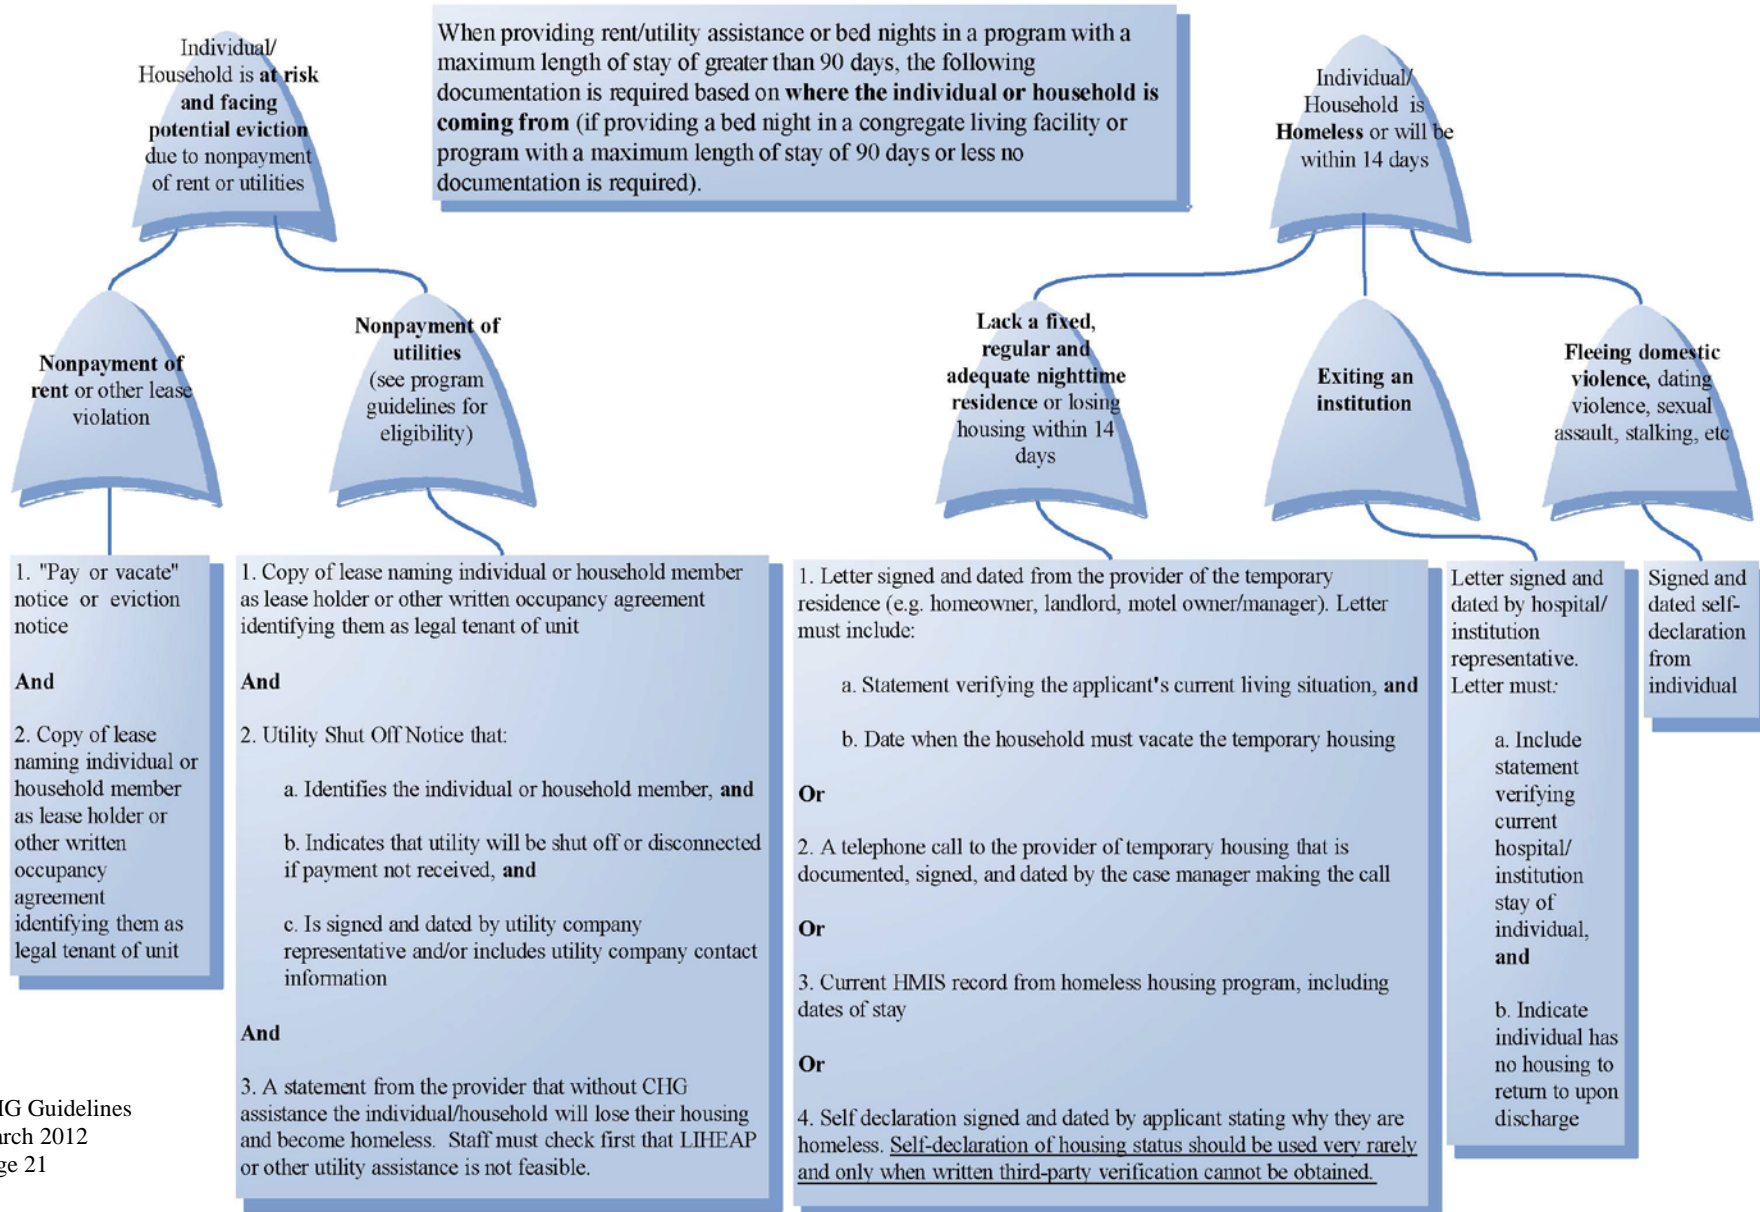 Individual/
Household is at risk
and facing
potential eviction
due to nonpayment
of rent or utilities
When providing rent/utility assistance or bed nights in a program with a
maximum length of stay of greater than 90 days, the following
documentation is required based on where the individual or household is
coming from (if providing a bed night in a congregate living facility or
program with a maximum length of stay of 90 days or less no
documentation is required).
Individual/
Household is
Homeless or will be
within 14 days
Nonpayment of
rent or other lease
violation
Nonpayment of
utilities
(see program
guidelines for
eligibility)
Lack a fixed,
regular and
adequate nighttime
residence or losing
housing within 14
days
Exiting an
institution
Fleeing domestic
violence, dating
violence, sexual
assault, stalking, etc
1. "Pay or vacate"
notice or eviction
notice
And
2. Copy of lease
naming individual or
household member
as lease holder or
other written
occupancy
agreement
identifying them as
legal tenant of unit
1. Copy of lease naming individual or household member
as lease holder or other written occupancy agreement
identifying them as legal tenant of unit
And
2. Utility Shut Off Notice that:
a. Identifies the individual or household member, and
b. Indicates that utility will be shut off or disconnected
if payment not received, and
c. Is signed and dated by utility company
representative and/or includes utility company contact
information
And
3. A statement from the provider that without CHG
assistance the individual/household will lose their housing
and become homeless. Staff must check first that LIHEAP
or other utility assistance is not feasible.
1. Letter signed and dated from the provider of the temporary
residence (e.g. homeowner, landlord, motel owner/manager). Letter
must include:
a. Statement verifying the applicant's current living situation, and
b. Date when the household must vacate the temporary housing
Or
2. A telephone call to the provider of temporary housing that is
documented, signed, and dated by the case manager making the call
Or
3. Current HMIS record from homeless housing program, including
dates of stay
Or
4. Self declaration signed and dated by applicant stating why they are
homeless. Self-declaration of housing status should be used very rarely
and only when written third-party verification cannot be obtained.
Letter signed and
dated by hospital/
institution
representative.
Letter must:
a. Include
statement
verifying
current
hospital/
institution
stay of
individual,
and
b. Indicate
individual has
no housing to
return to upon
discharge
Signed and
dated self-
declaration
from
individual
IG Guidelines
arch 2012
ge 21